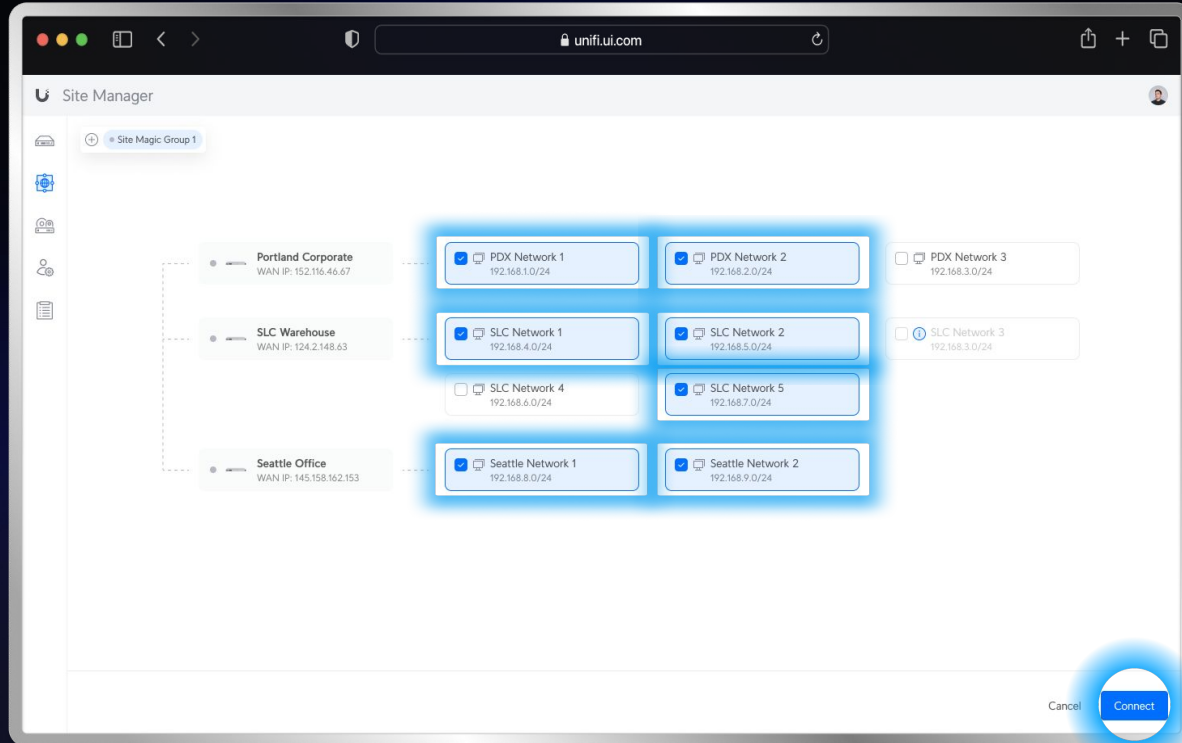 unifi.ui.com
Site Manager
Site Magic Group 1
Portland Corporate
WAN IP: 152.116.46.67
PDX Network 1
192.168.1.0/24
PDX Network 2
192.168.2.0/24
PDX Network 3
192.168.3.0/24
SLC Warehouse
WAN IP: 124.2.148.63
SLC Network 1
192.168.4.0/24
SLC Network 2
192.168.5.0/24
SLC Network 3
192.168.3.0/24
SLC Network 4
192.168.6.0/24
SLC Network 5
192.168.7.0/24
Seattle Office
WAN IP: 145.158.162.153
Seattle Network 1
192.168.8.0/24
Seattle Network 2
192.168.9.0/24
Cancel
Connect